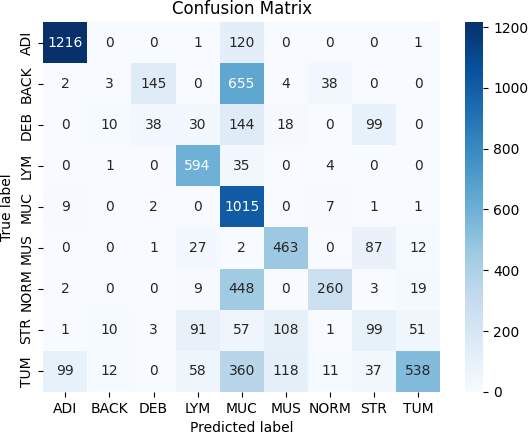 Confusion Matrix
True label
ADI 1216 0 0 1 120 0 0 0 1
BACK 2 3 145 0 655 4 38 0 0
DEB 0 10 38 30 144 18 0 99 0
LYM 0 1 0 594 35 0 4 0 0
MUC 9 0 2 0 1015 0 7 1 1
MUS 0 0 1 27 2 463 0 87 12
NORM 2 0 0 9 448 0 260 3 19
STR 1 10 3 91 57 108 1 99 51
TUM 99 12 0 58 360 118 11 37 538
ADI BACK DEB LYM MUC MUS NORM STR TUM
Predicted label
1200
1000
800
600
400
200
0